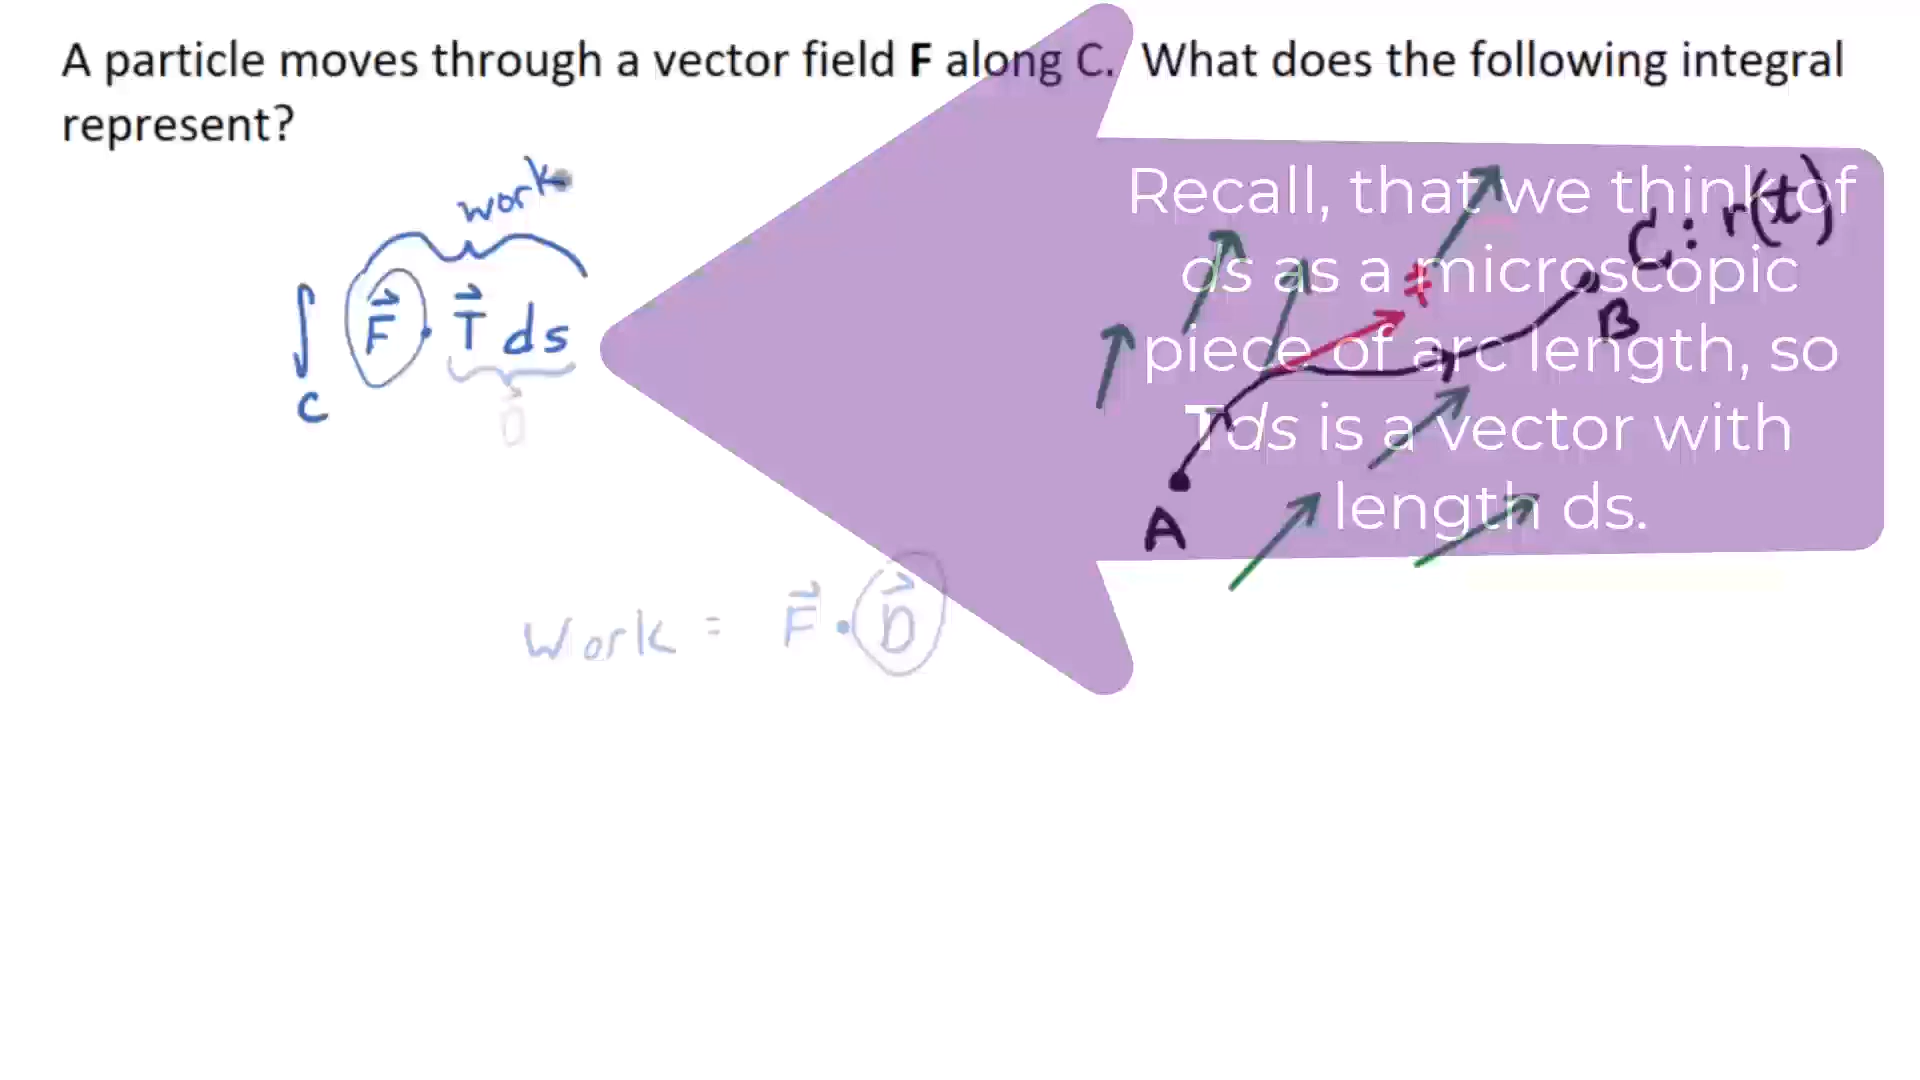 A particle moves through a vector field F along C. What does the following integral
represent?
work
∫ F⃗ · T⃗ ds
C
D⃗
Work = F⃗ · D⃗
Recall, that we think of
ds as a microscopic
piece of arc length, so
Tds is a vector with
length ds.
C : r(t)
B
A